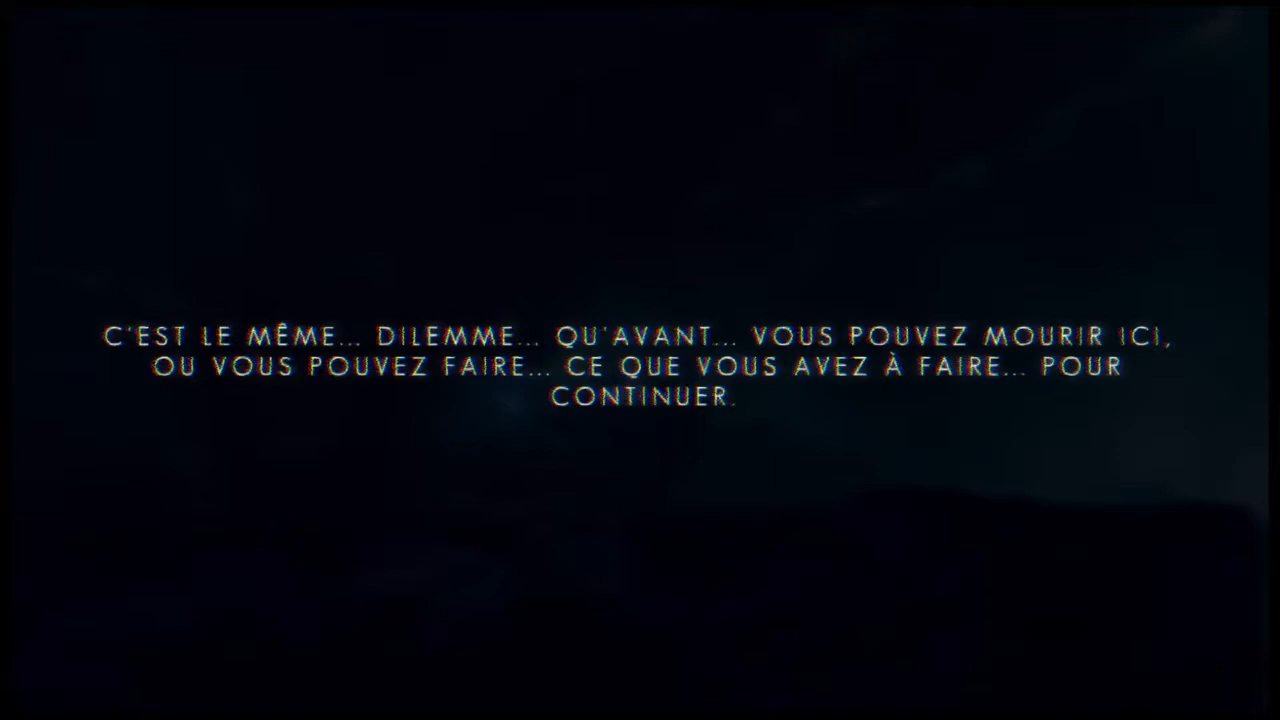 C'EST LE MÊME... DILEMME... QU'AVANT... VOUS POUVEZ MOURIR ICI,
OU VOUS POUVEZ FAIRE... CE QUE VOUS AVEZ À FAIRE... POUR
CONTINUER.